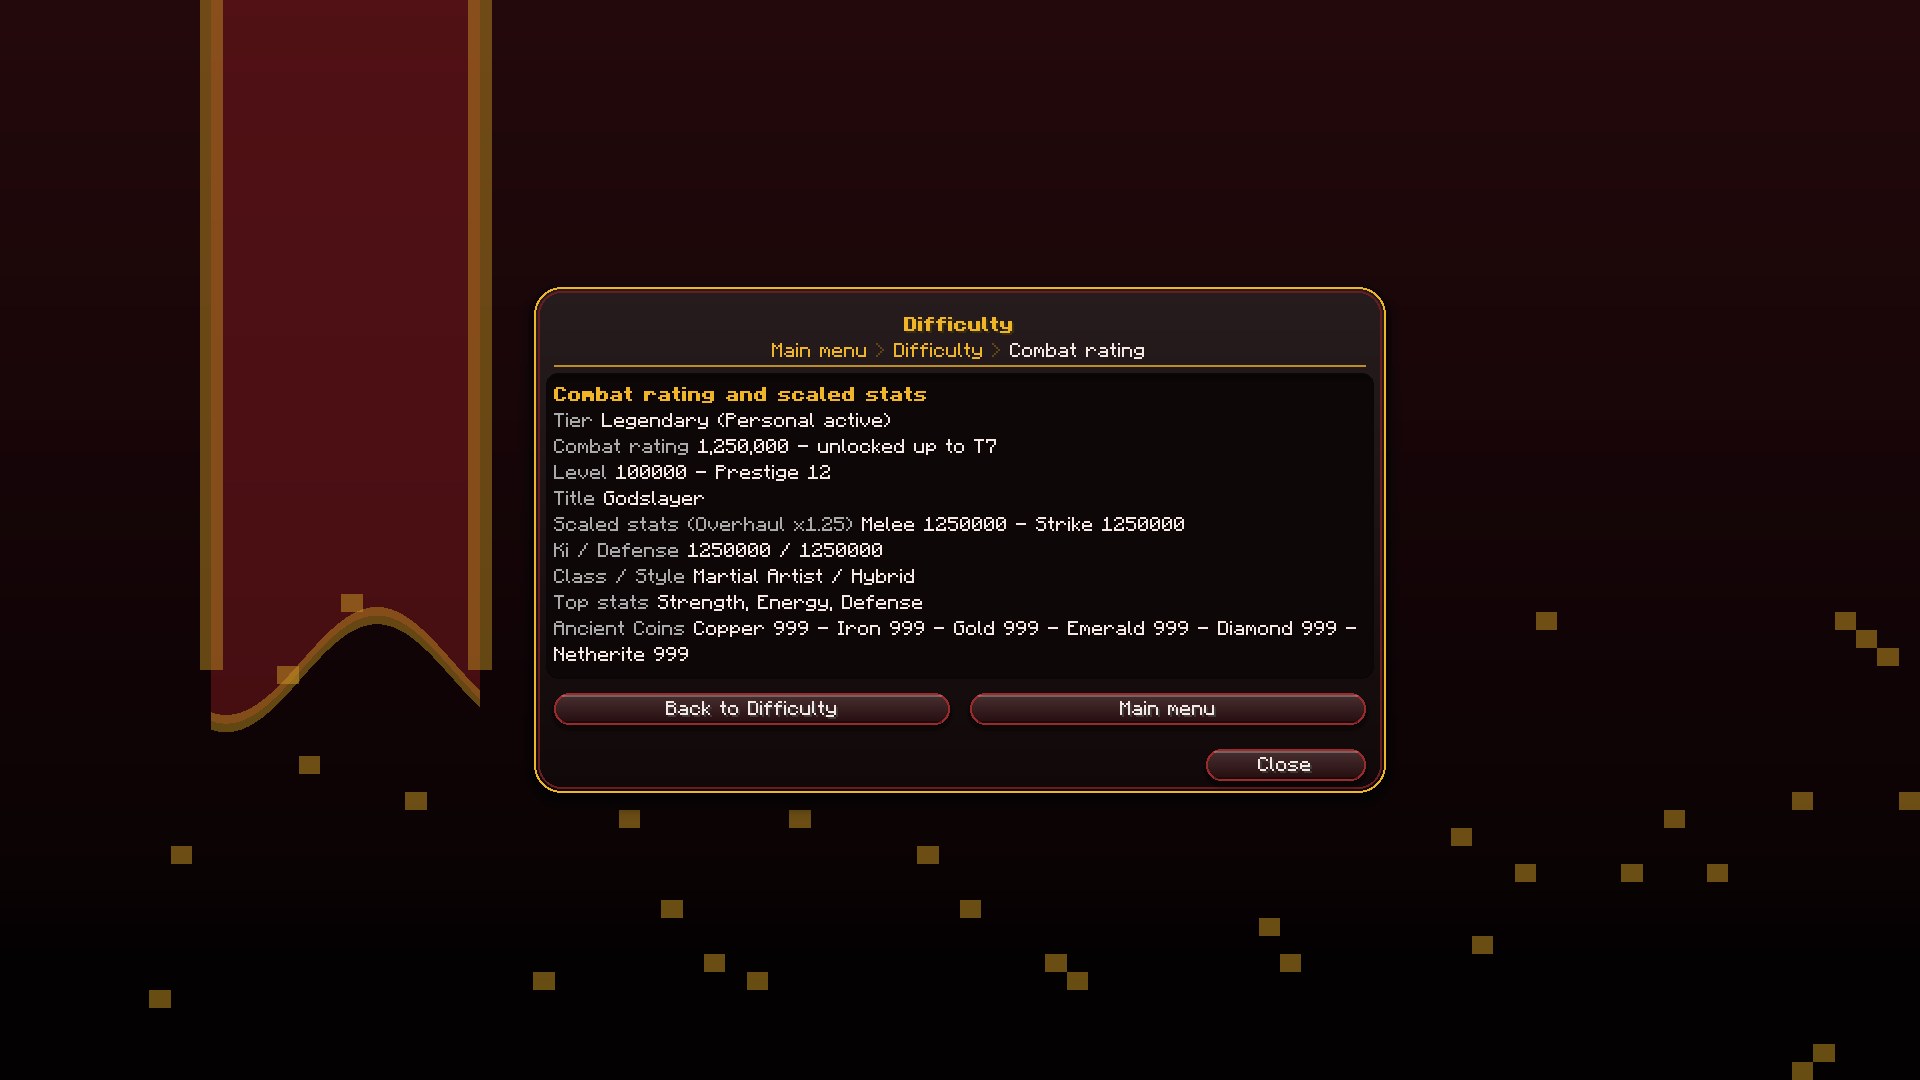 Difficulty
Main menu > Difficulty > Combat rating
Combat rating and scaled stats
Tier Legendary (Personal active)
Combat rating 1,250,000 – unlocked up to T7
Level 100000 – Prestige 12
Title Godslayer
Scaled stats (Overhaul x1.25) Melee 1250000 – Strike 1250000
Ki / Defense 1250000 / 1250000
Class / Style Martial Artist / Hybrid
Top stats Strength, Energy, Defense
Ancient Coins Copper 999 – Iron 999 – Gold 999 – Emerald 999 – Diamond 999 –
Netherite 999
Back to Difficulty
Main menu
Close